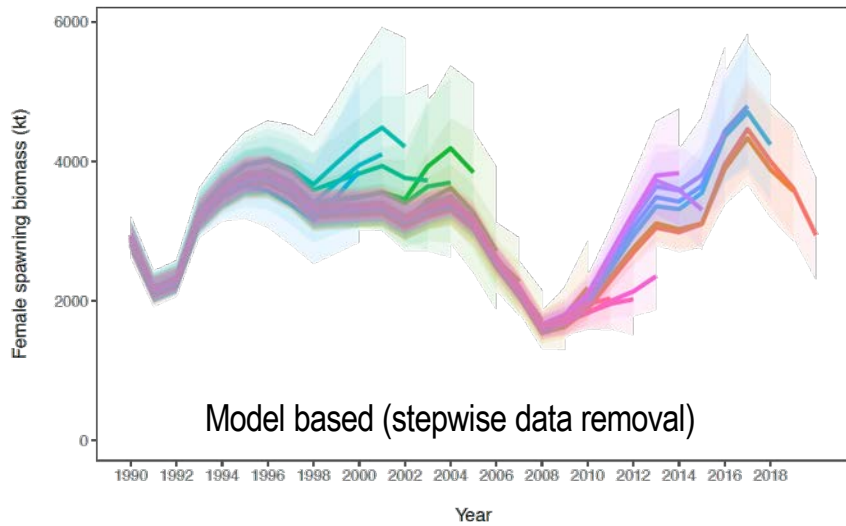 6000
4000
2000
0
Female spawning biomass (kt)
Model based (stepwise data removal)
1990 1992 1994 1996 1998 2000 2002 2004 2006 2008 2010 2012 2014 2016 2018
Year